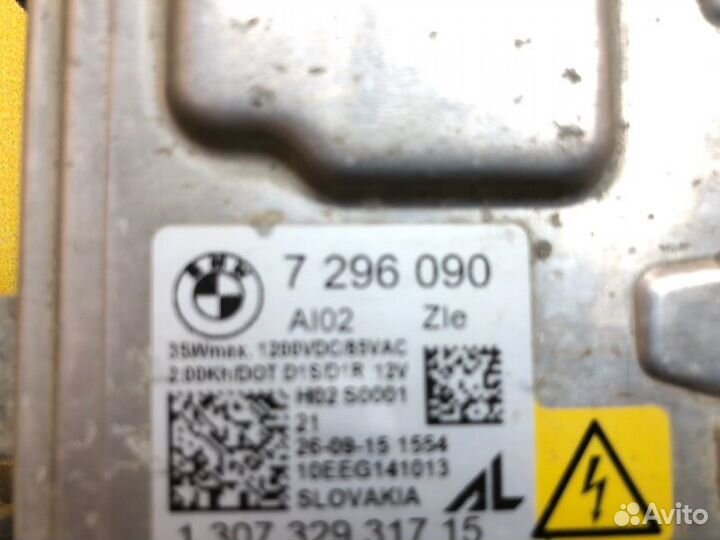 BMW
7 296 090
AI02 Zle
35Wmax. 1200VDC/85VAC
2.00Kh/DOT D1S/D1R 12V
H02 S0001
21
26-09-15 1554
10EEG141013
SLOVAKIA AL
1 307 329 317 15
Avito